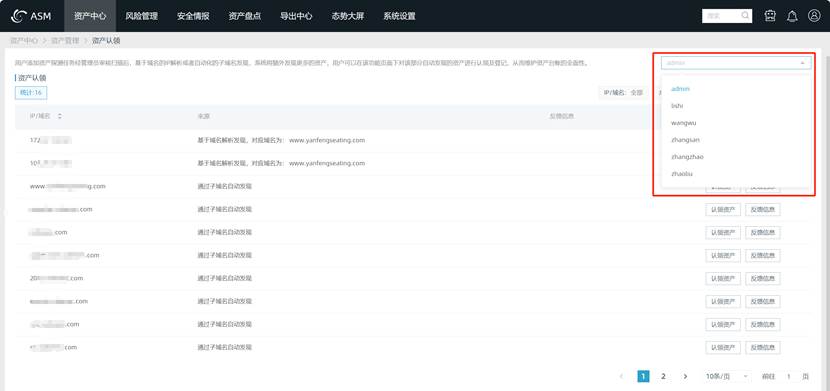 ASM 资产中心 风险管理 安全情报 资产盘点 导出中心 态势大屏 系统设置 搜索
资产中心 > 资产管理 > 资产认领
用户添加资产探测任务经管理员审核扫描后，基于域名的IP解析或者自动化的子域名发现，系统将额外发现更多的资产。用户可以在该功能页面下对该部分自动发现的资产进行认领及登记，从而维护资产台账的全面性。
admin
资产认领
统计:16
IP/域名: 全部
admin
lishi
wangwu
zhangsan
zhangzhao
zhaoliu
IP/域名 来源 反馈信息
172 基于域名解析发现，对应域名为： www.yanfengseating.com
10 基于域名解析发现，对应域名为： www.yanfengseating.com
www. g.com 通过子域名自动发现 认领资产 反馈信息
.com 通过子域名自动发现 认领资产 反馈信息
.com 通过子域名自动发现 认领资产 反馈信息
.com 通过子域名自动发现 认领资产 反馈信息
20 .com 通过子域名自动发现 认领资产 反馈信息
.com 通过子域名自动发现 认领资产 反馈信息
.com 通过子域名自动发现 认领资产 反馈信息
.com 通过子域名自动发现 认领资产 反馈信息
< 1 2 > 10条/页 前往 1 页